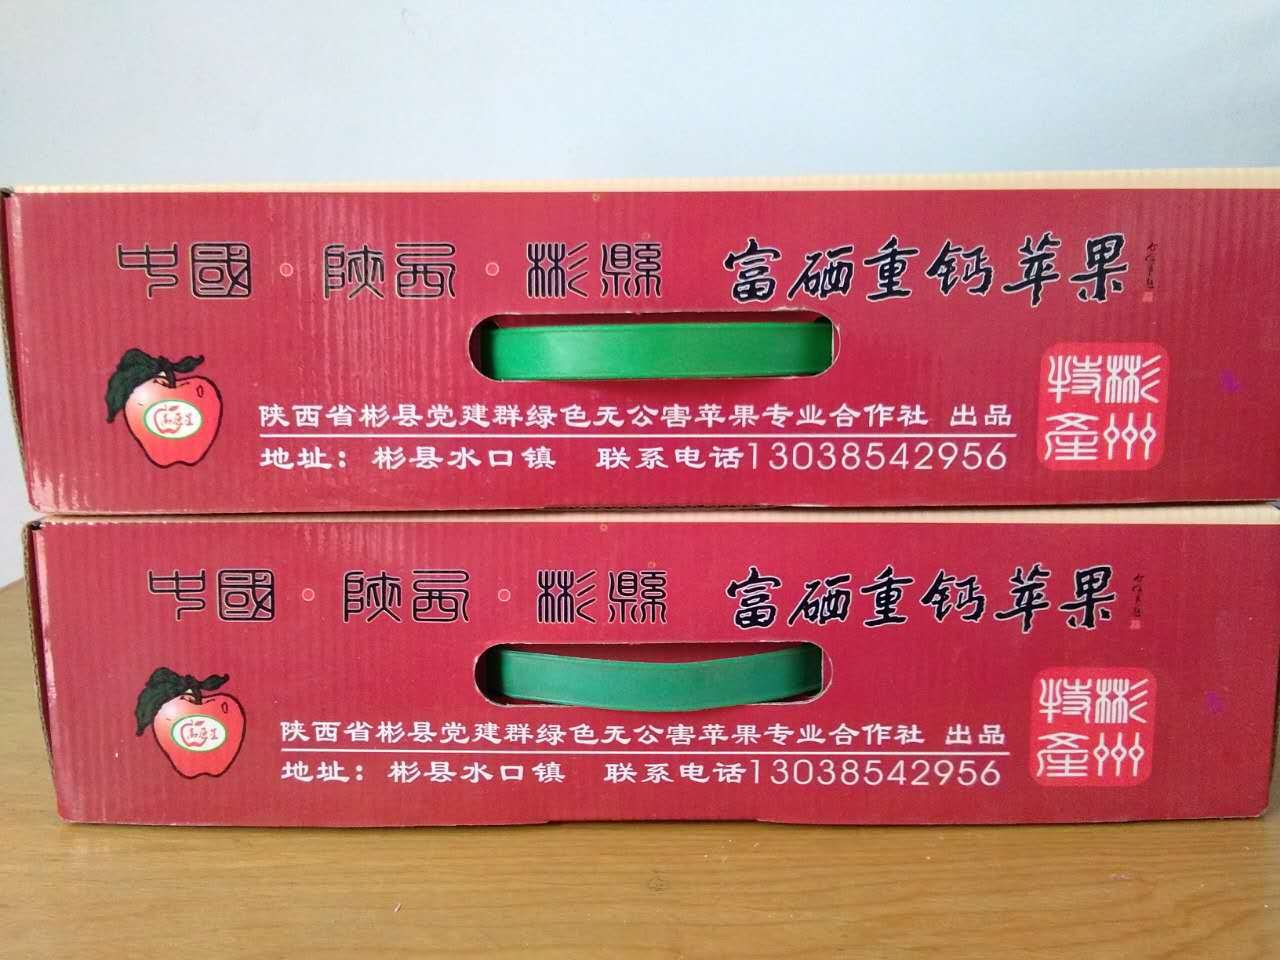 中國·陝西·彬縣 富硒重钙苹果
陕西省彬县党建群绿色无公害苹果专业合作社 出品
地址：彬县水口镇 联系电话13038542956
彬州
特產
中國·陝西·彬縣 富硒重钙苹果
陕西省彬县党建群绿色无公害苹果专业合作社 出品
地址：彬县水口镇 联系电话13038542956
彬州
特產